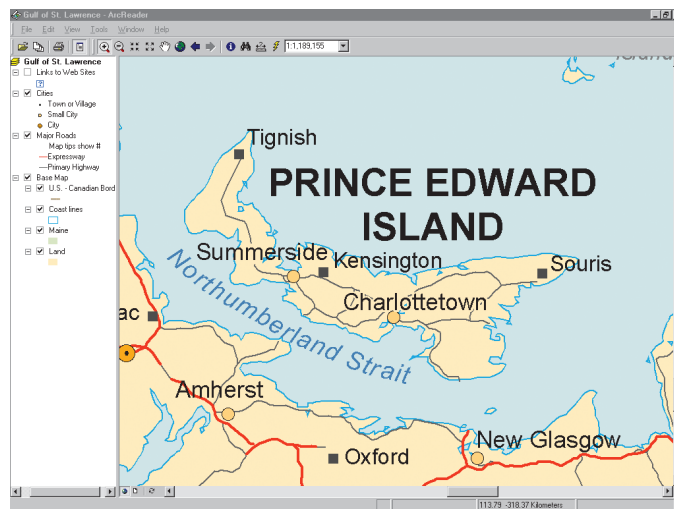 Gulf of St. Lawrence - ArcReader
File Edit View Tools Window Help
1:1,189,155
Gulf of St. Lawrence
Links to Web Sites
Cities
Town or Village
Small City
City
Major Roads
Map tips show #
Expressway
Primary Highway
Base Map
U.S. - Canadian Bord
Coast lines
Maine
Land
Island
Tignish
PRINCE EDWARD
ISLAND
Summerside
Kensington
Souris
Northumberland Strait
Charlottetown
ac
Amherst
New Glasgow
Oxford
113.79 -318.37 Kilometers